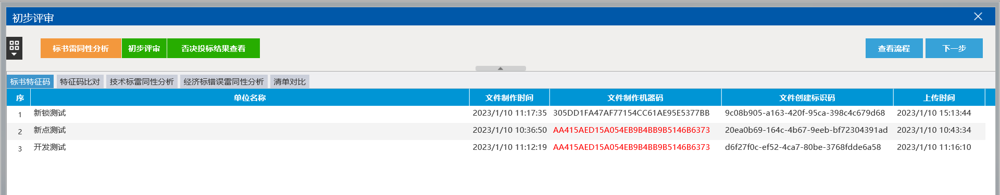 初步评审
标书雷同性分析 初步评审 否决投标结果查看 查看流程 下一步
标书特征码 特征码比对 技术标雷同性分析 经济标错误雷同性分析 清单对比
序 单位名称 文件制作时间 文件制作机器码 文件创建标识码 上传时间
1 新锁测试 2023/1/10 11:17:35 305DD1FA47AF77154CC61AE95E5377BB 9c08b905-a163-420f-95ca-398c4c679d68 2023/1/10 15:13:44
2 新点测试 2023/1/10 10:36:50 AA415AED15A054EB9B4BB9B5146B6373 20ea0b69-164c-4b67-9eeb-bf72304391ad 2023/1/10 10:43:34
3 开发测试 2023/1/10 11:12:19 AA415AED15A054EB9B4BB9B5146B6373 d6f27f0c-ef52-4ca7-80be-3768fdde6a58 2023/1/10 11:16:10